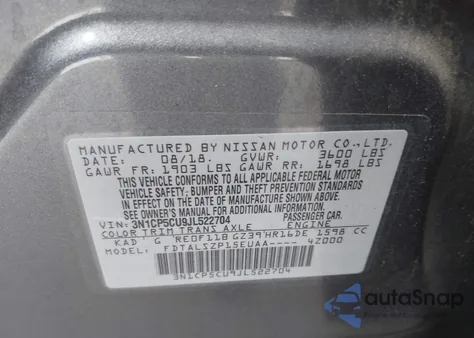 MANUFACTURED BY NISSAN MOTOR CO., LTD.
DATE: 08/18. GVWR: 3600 LBS
GAWR FR: 1903 LBS GAWR RR: 1698 LBS
THIS VEHICLE CONFORMS TO ALL APPLICABLE FEDERAL MOTOR
VEHICLE SAFETY, BUMPER AND THEFT PREVENTION STANDARDS
IN EFFECT ON THE DATE OF MANUFACTURE SHOWN ABOVE.
SEE OWNER'S MANUAL FOR ADDITIONAL INFORMATION.
VIN: 3N1CP5CU9JL522704 PASSENGER CAR.
COLOR TRIM TRANS AXLE ENGINE
KAD G RE0F11B GZ39 HR16DE 1598 CC
MODEL: FDTALSZP15EUAA---- 4Z000
3N1CP5CU9JL522704
autoSnap